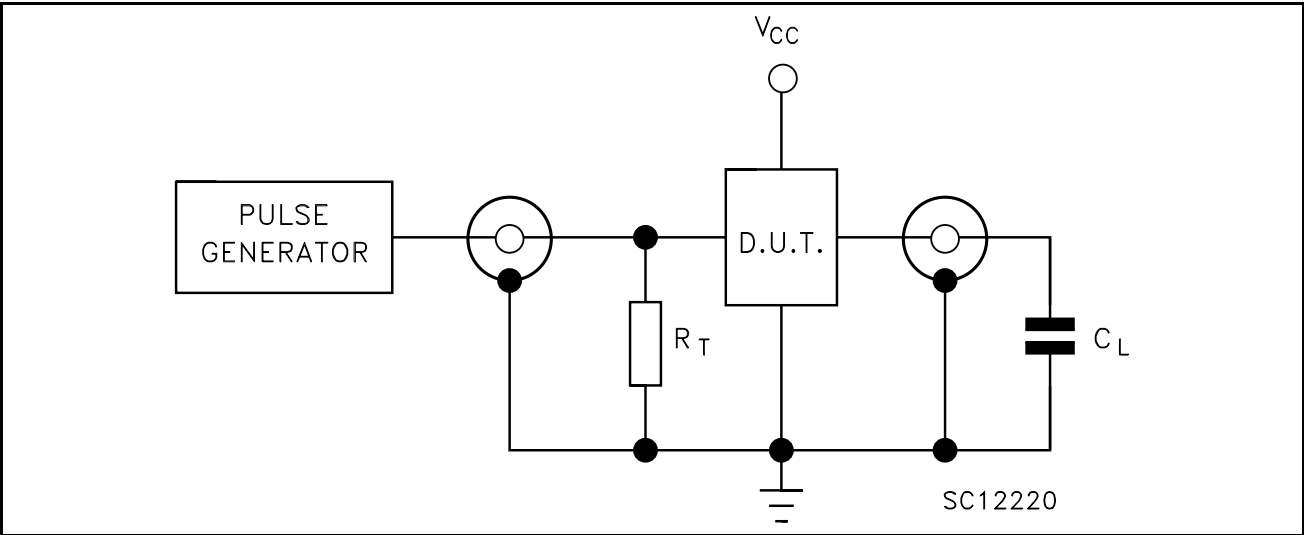 VCC
PULSE
GENERATOR
D.U.T.
RT
CL
SC12220